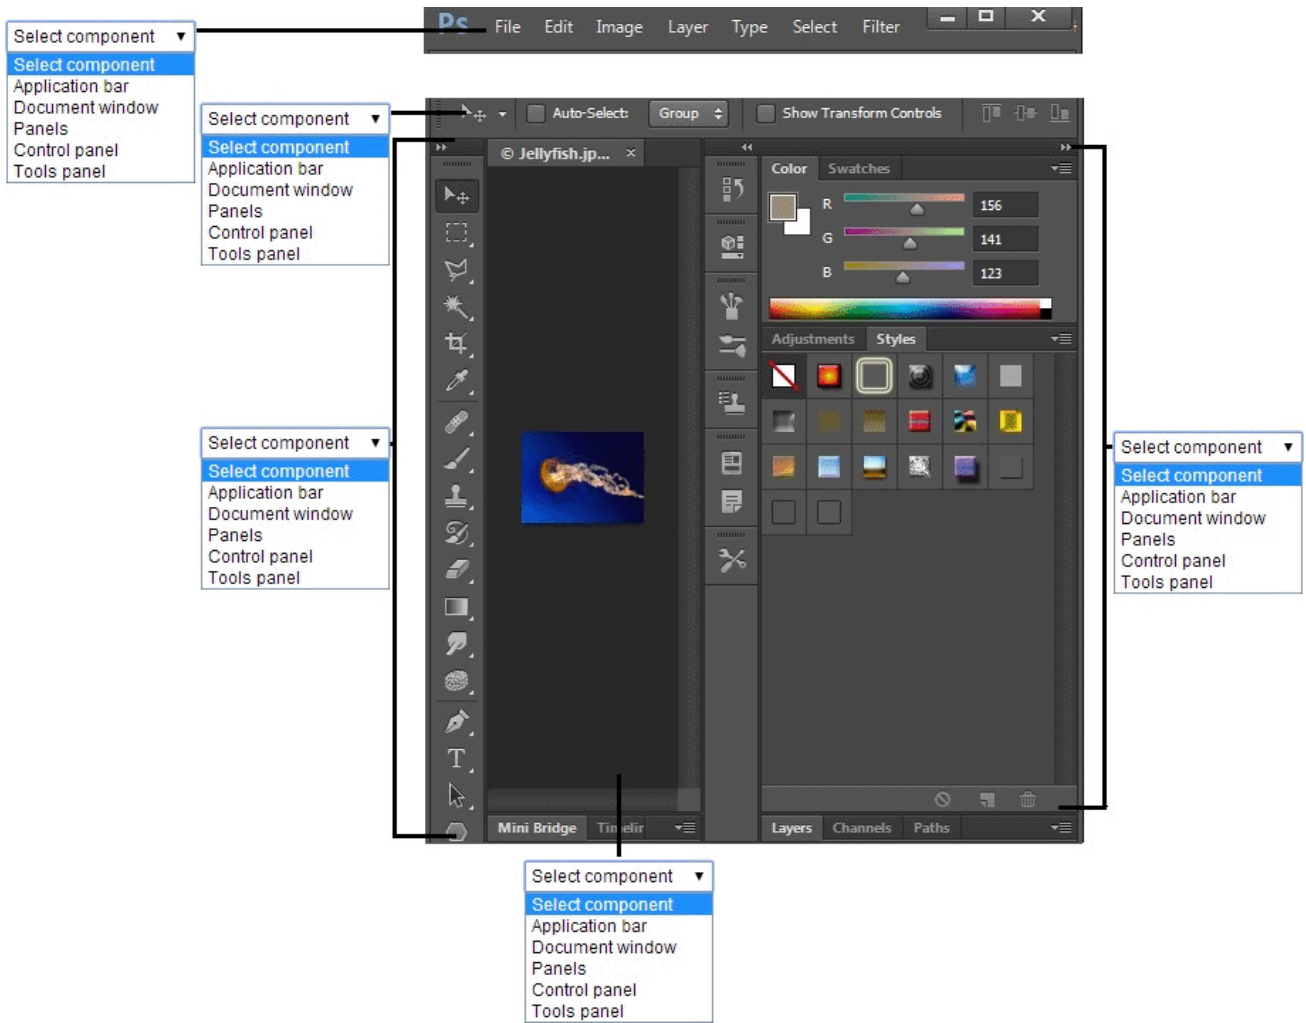 Ps File Edit Image Layer Type Select Filter
Select component
Select component
Application bar
Document window
Panels
Control panel
Tools panel
Auto-Select: Group Show Transform Controls
Select component
Select component
Application bar
Document window
Panels
Control panel
Tools panel
© Jellyfish.jp... ×
Color Swatches
R 156
G 141
B 123
Adjustments Styles
Select component
Select component
Application bar
Document window
Panels
Control panel
Tools panel
Select component
Select component
Application bar
Document window
Panels
Control panel
Tools panel
T
Mini Bridge Timelin
Layers Channels Paths
Select component
Select component
Application bar
Document window
Panels
Control panel
Tools panel